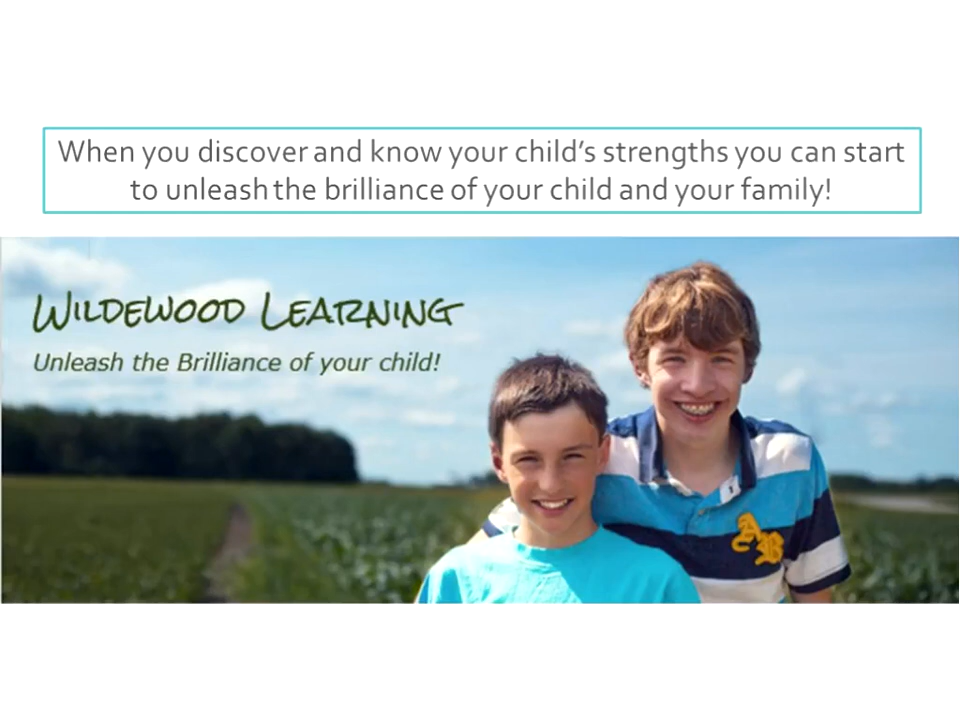 When you discover and know your child's strengths you can start
to unleash the brilliance of your child and your family!
WILDEWOOD LEARNING
Unleash the Brilliance of your child!
AB